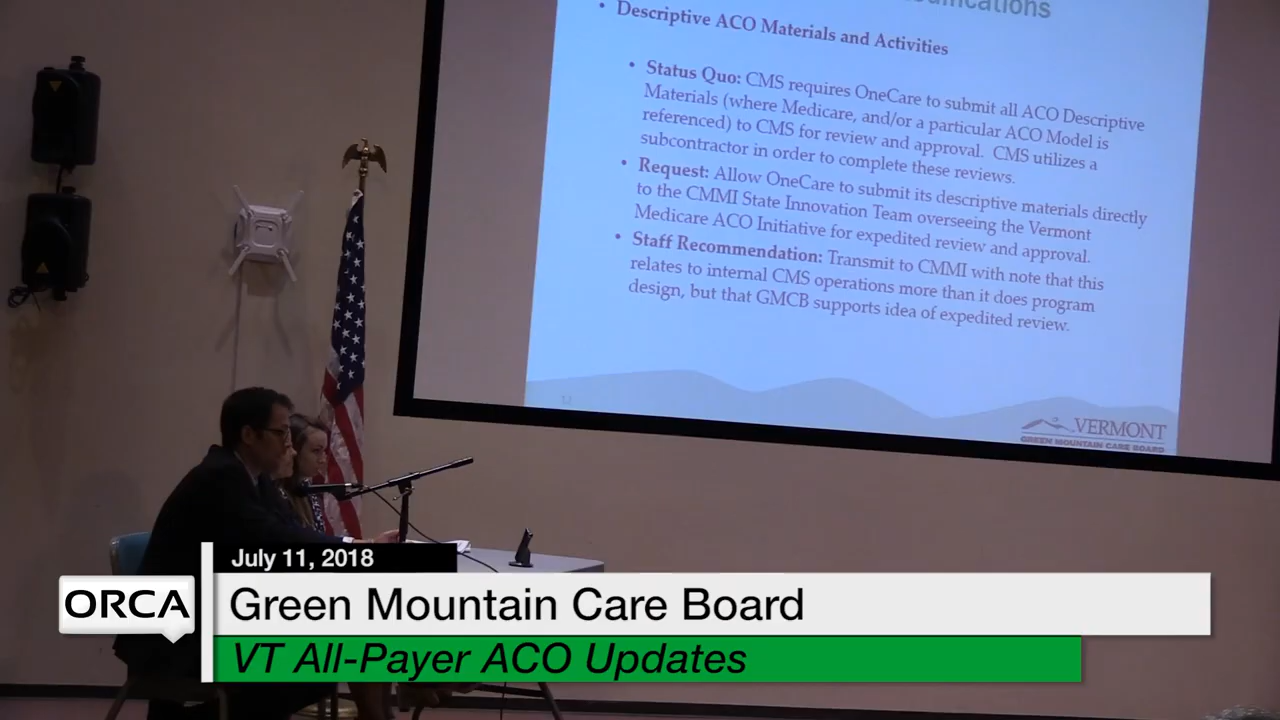 • Descriptive ACO Materials and Activities
• Status Quo: CMS requires OneCare to submit all ACO Descriptive
Materials (where Medicare, and/or a particular ACO Model is
referenced) to CMS for review and approval. CMS utilizes a
subcontractor in order to complete these reviews.
• Request: Allow OneCare to submit its descriptive materials directly
to the CMMI State Innovation Team overseeing the Vermont
Medicare ACO Initiative for expedited review and approval.
• Staff Recommendation: Transmit to CMMI with note that this
relates to internal CMS operations more than it does program
design, but that GMCB supports idea of expedited review.
VERMONT
GREEN MOUNTAIN CARE BOARD
July 11, 2018
ORCA
Green Mountain Care Board
VT All-Payer ACO Updates